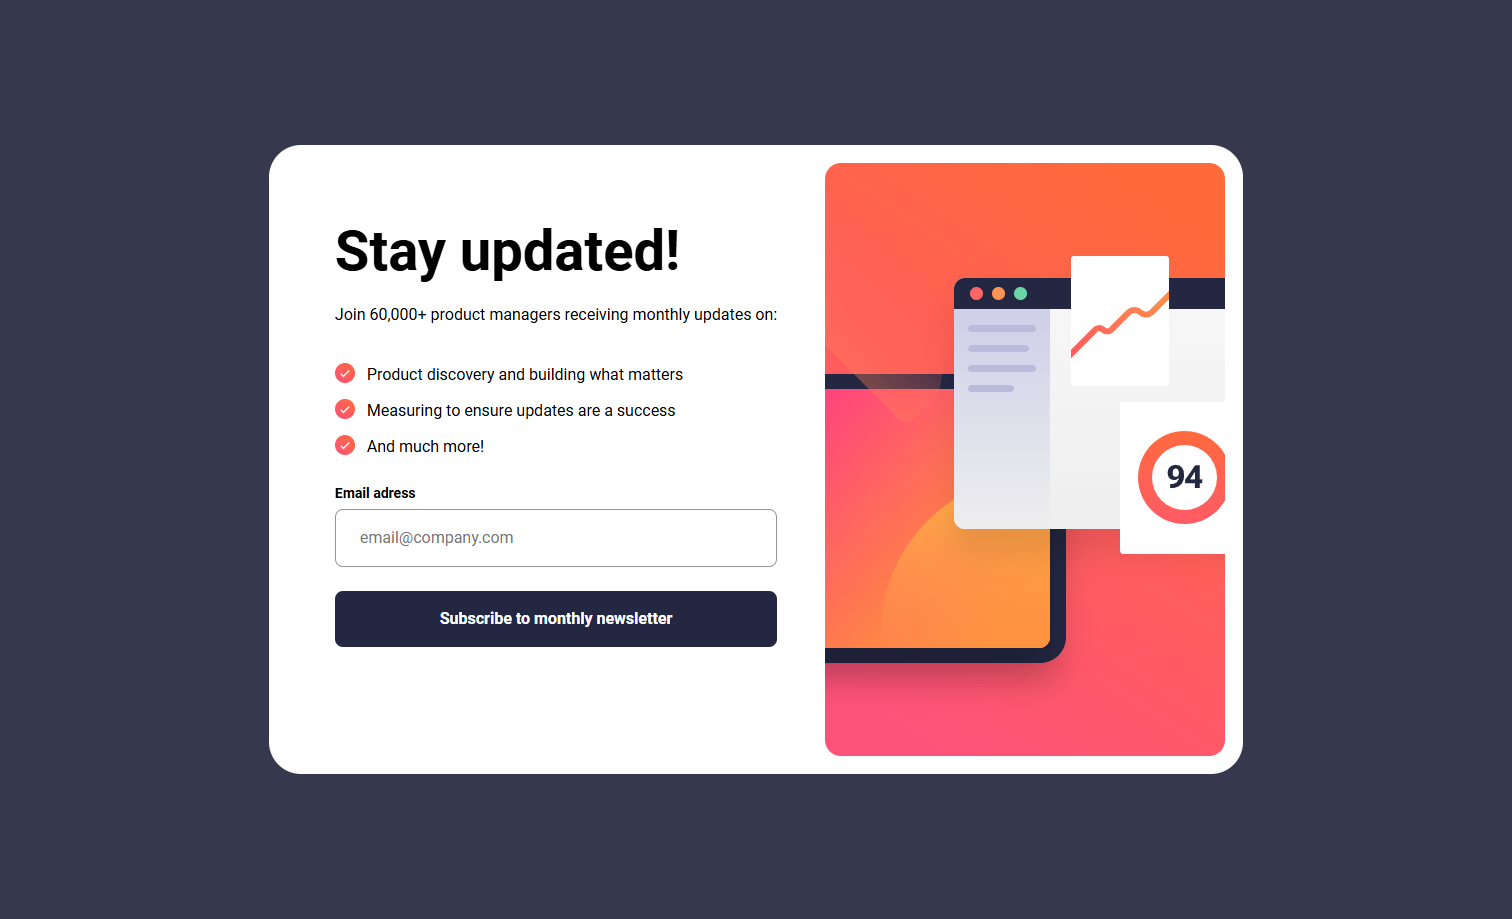 Stay updated!
Join 60,000+ product managers receiving monthly updates on:
Product discovery and building what matters
Measuring to ensure updates are a success
And much more!
Email adress
email@company.com
Subscribe to monthly newsletter
94